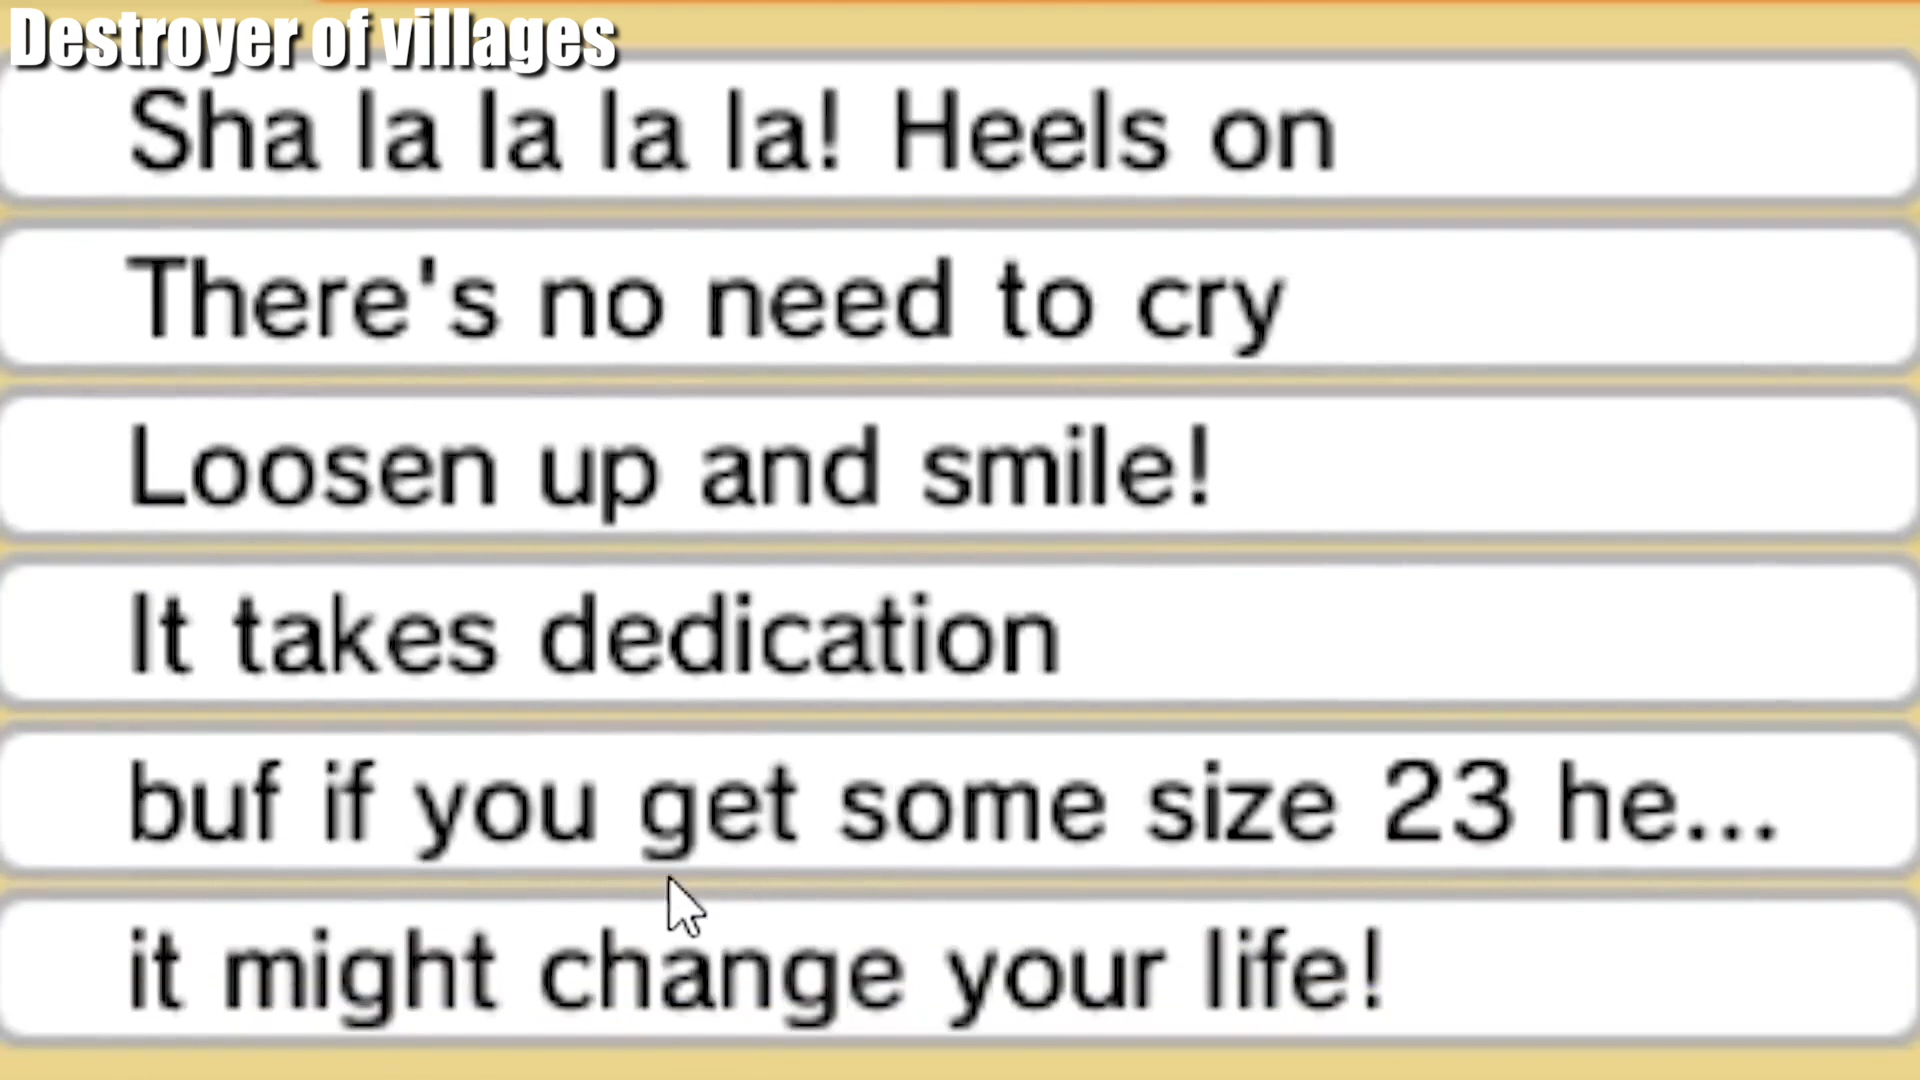 Destroyer of villages
Sha la la la la! Heels on
There's no need to cry
Loosen up and smile!
It takes dedication
buf if you get some size 23 he...
it might change your life!